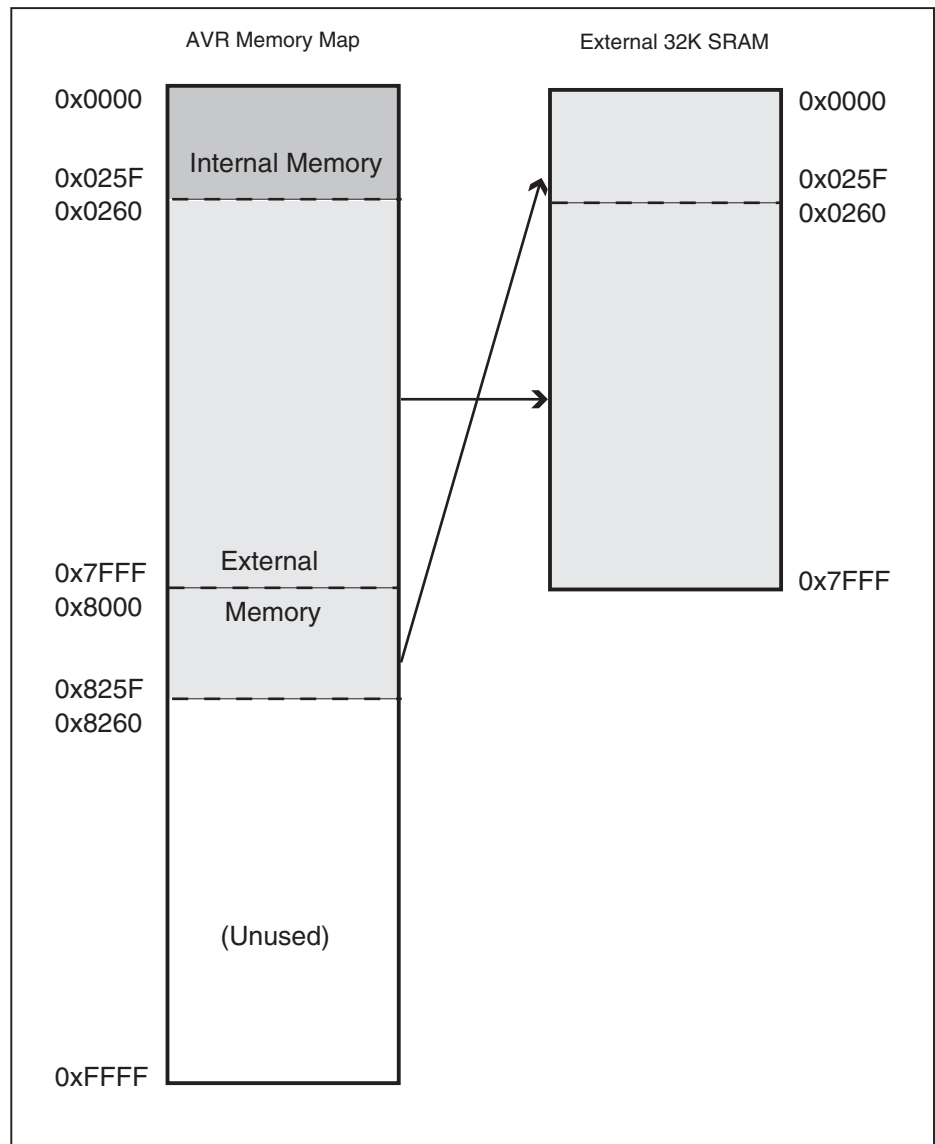 AVR Memory Map
0x0000
Internal Memory
0x025F
0x0260
External
0x7FFF
0x8000
Memory
0x825F
0x8260
(Unused)
0xFFFF
External 32K SRAM
0x0000
0x025F
0x0260
0x7FFF